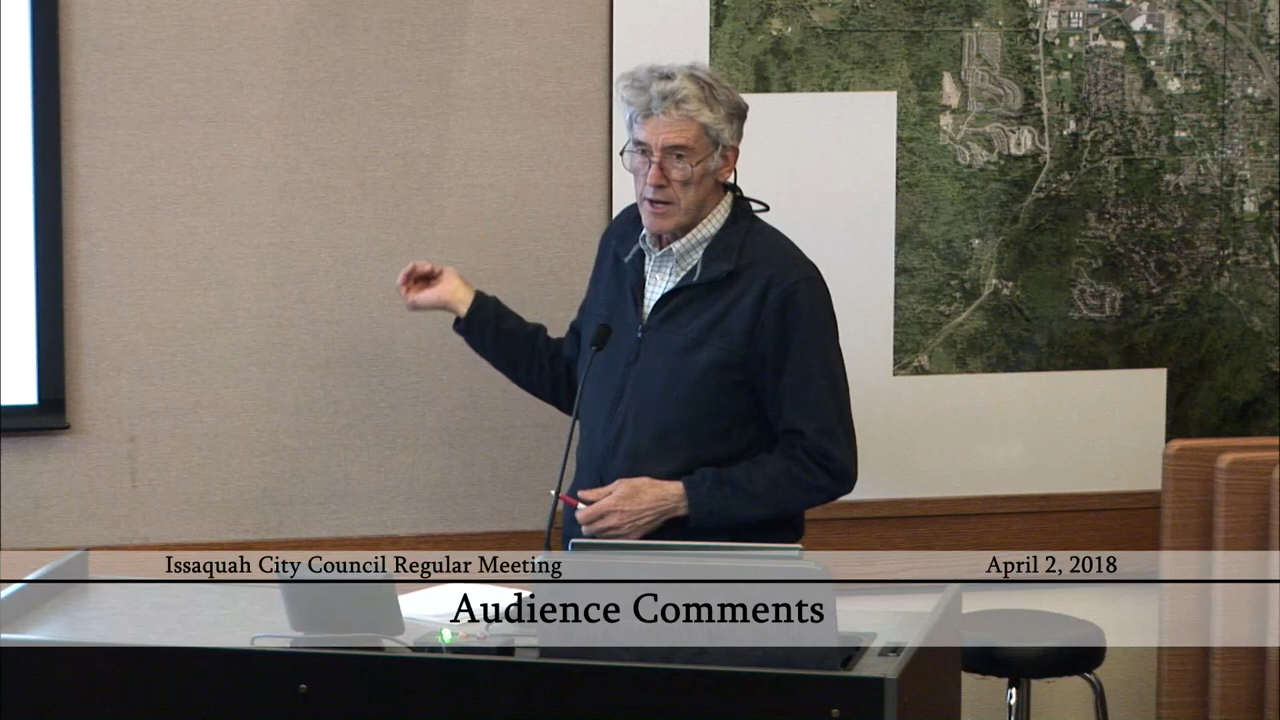 Issaquah City Council Regular Meeting
April 2, 2018
Audience Comments